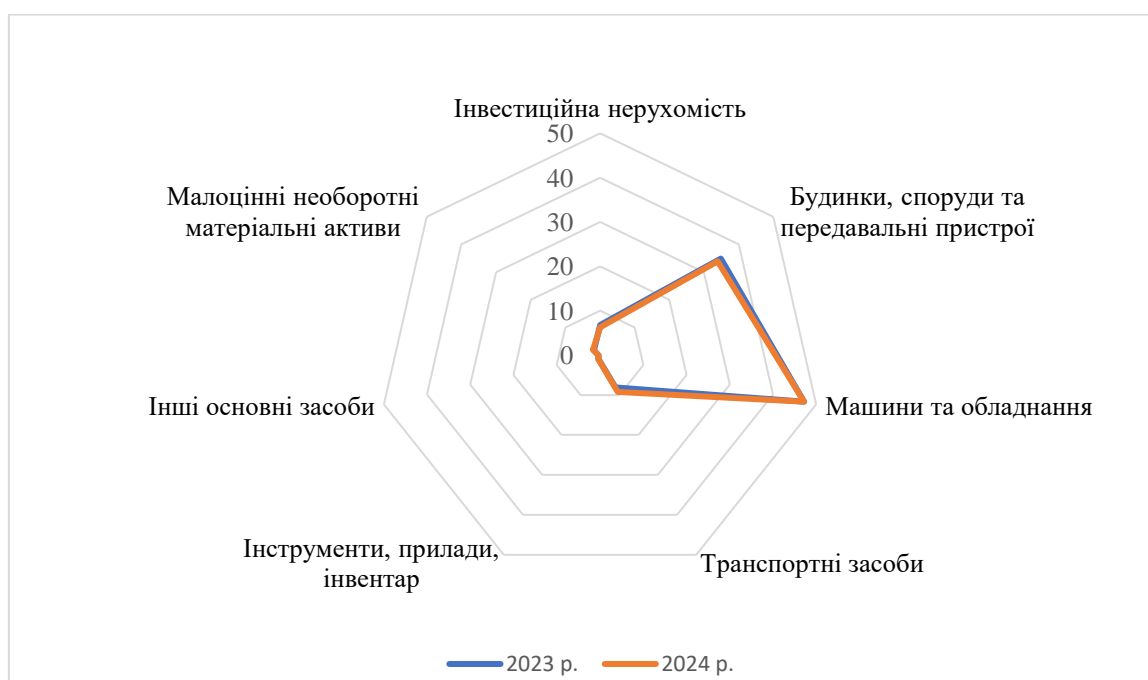 Інвестиційна нерухомість
50
40
30
20
10
0
Будинки, споруди та
передавальні пристрої
Машини та обладнання
Транспортні засоби
Інструменти, прилади,
інвентар
Інші основні засоби
Малоцінні необоротні
матеріальні активи
2023 р.
2024 р.